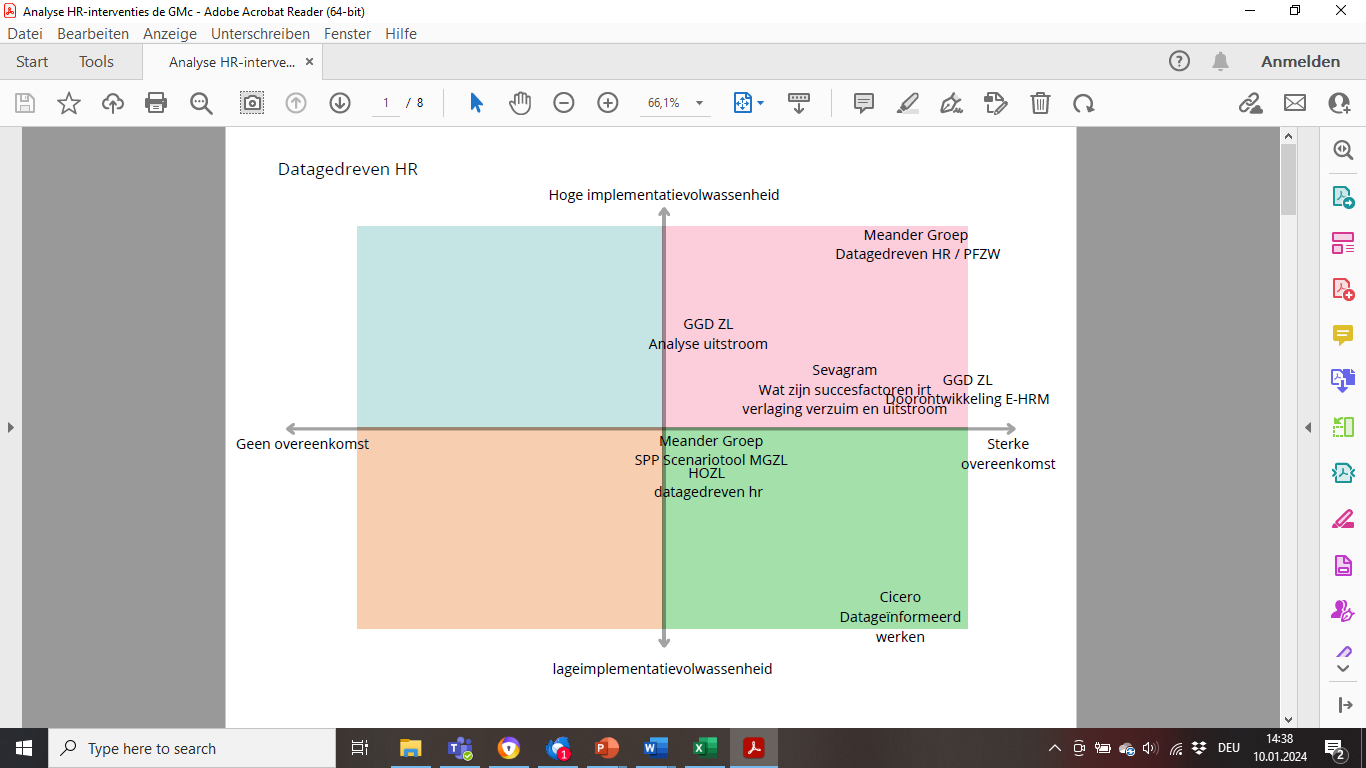 Analyse HR-interventies de GMc - Adobe Acrobat Reader (64-bit)
Datei Bearbeiten Anzeige Unterschreiben Fenster Hilfe
Start Tools Analyse HR-interve... × Anmelden
1 / 8 66,1%
Datagedreven HR
Hoge implementatievolwassenheid
Meander Groep
Datagedreven HR / PFZW
GGD ZL
Analyse uitstroom
Sevagram
Wat zijn succesfactoren irt
verlaging verzuim en uitstroom
GGD ZL
Doorontwikkeling E-HRM
Geen overeenkomst
Sterke
overeenkomst
Meander Groep
SPP Scenariotool MGZL
HOZL
datagedreven hr
Cicero
Datageïnformeerd
werken
lageimplementatievolwassenheid
Type here to search
1
DEU
14:38
10.01.2024
2